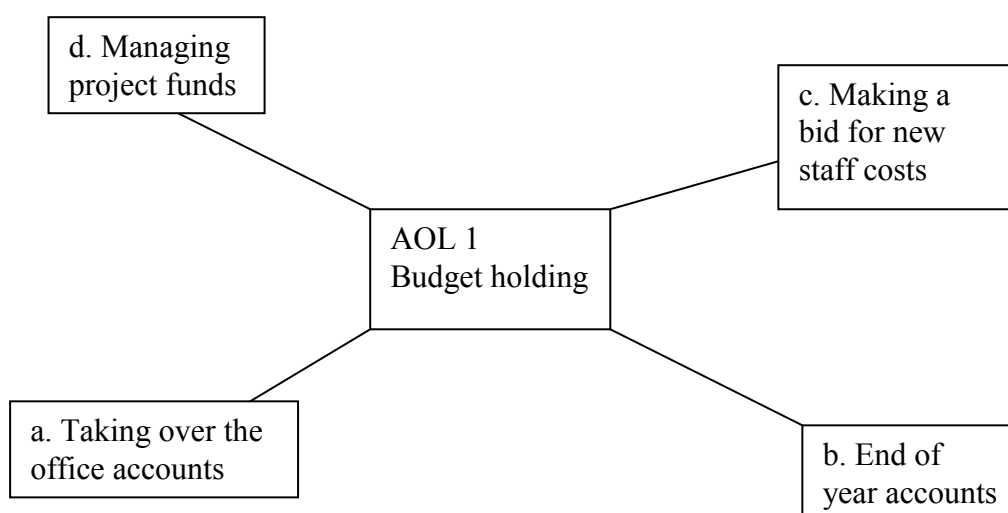 d. Managing
project funds
c. Making a
bid for new
staff costs
AOL 1
Budget holding
a. Taking over the
office accounts
b. End of
year accounts